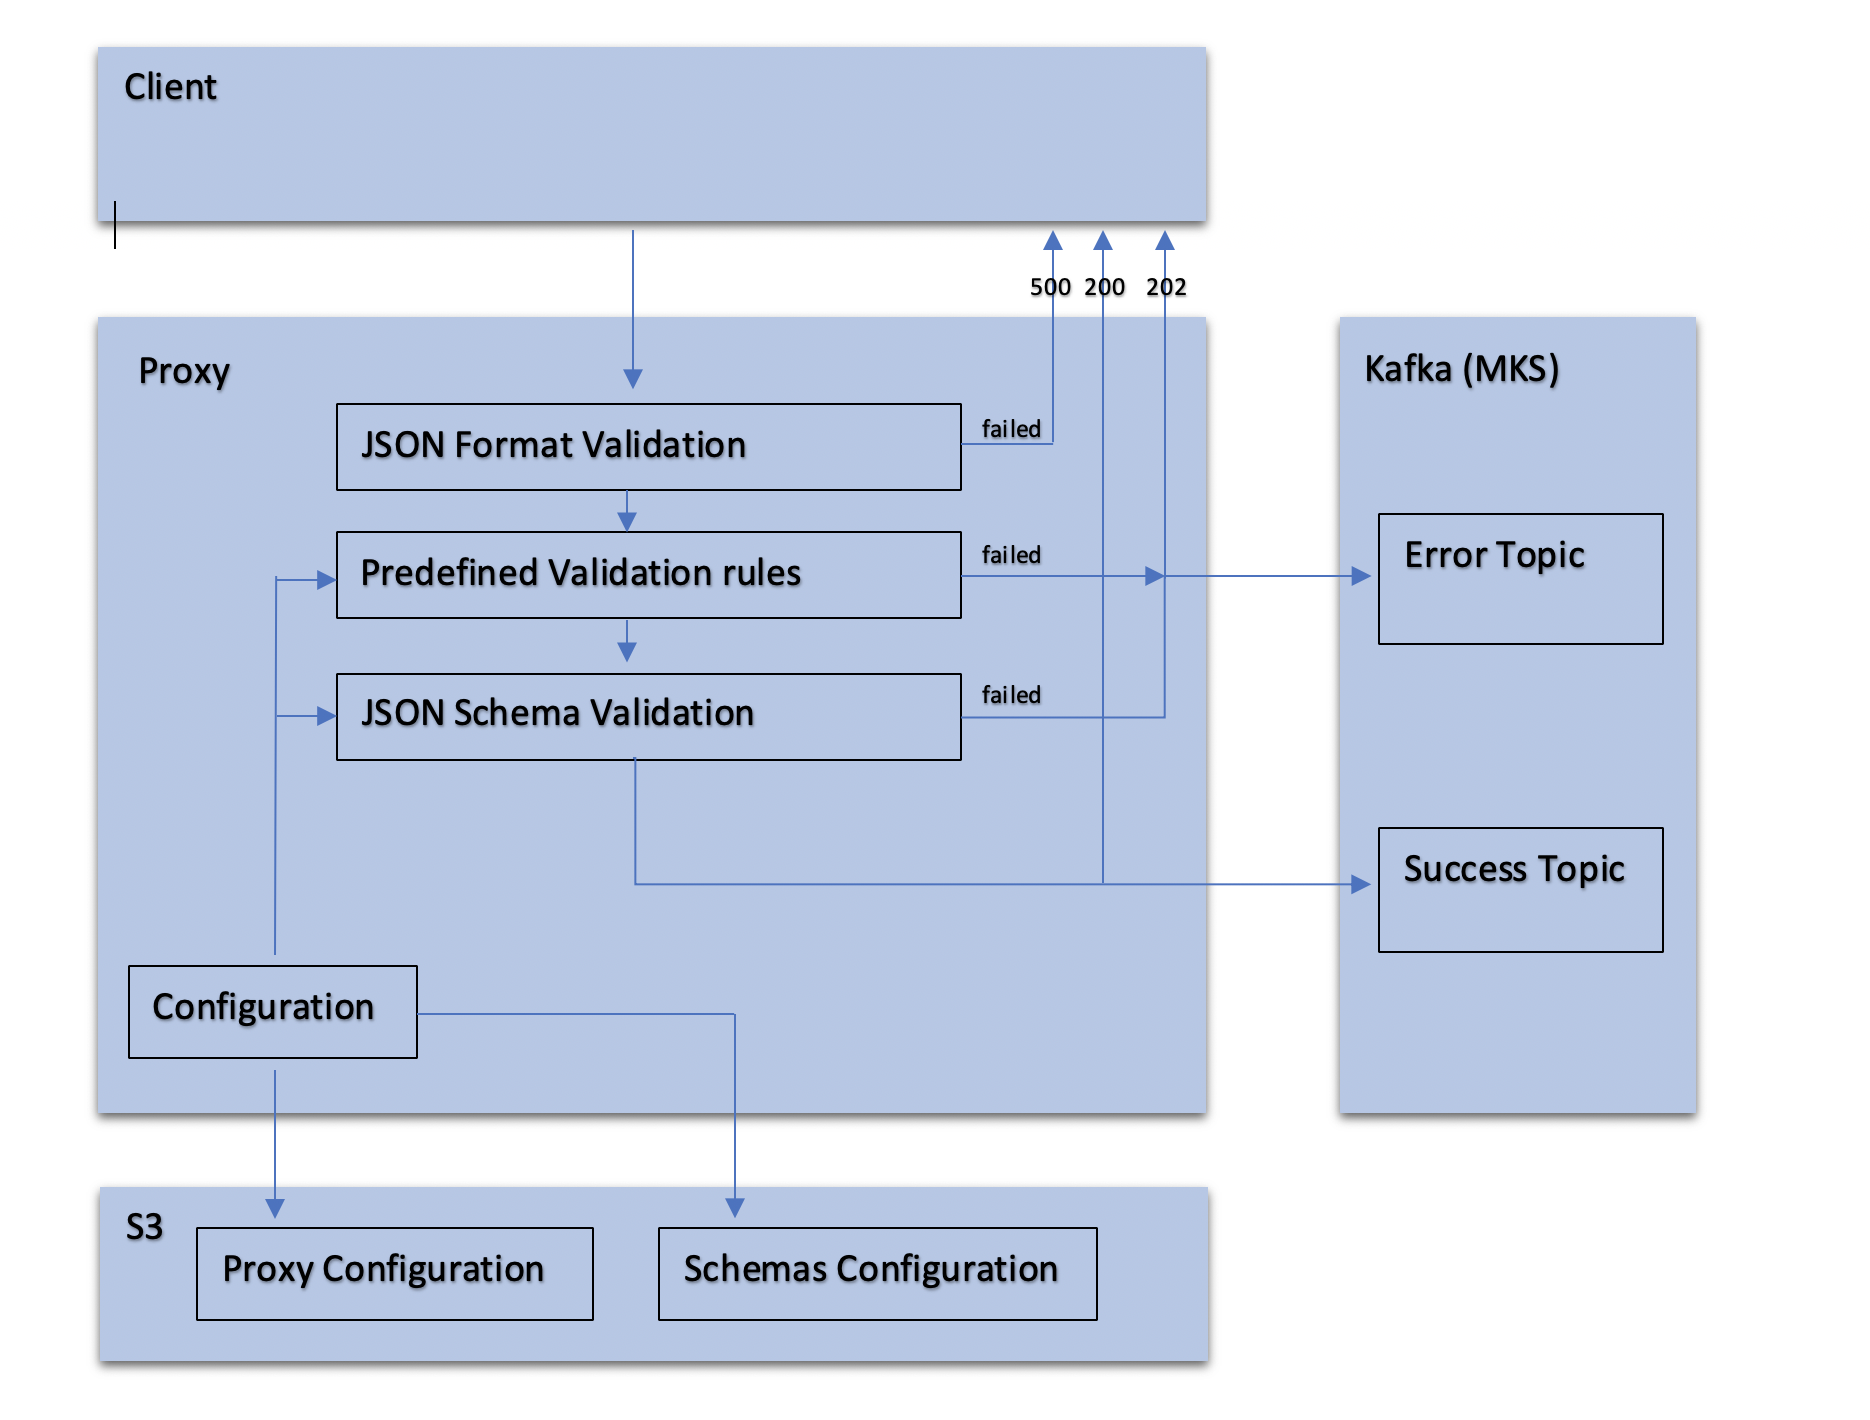 Client
500 200 202
Proxy
Kafka (MKS)
JSON Format Validation
failed
Predefined Validation rules
failed
Error Topic
JSON Schema Validation
failed
Success Topic
Configuration
S3
Proxy Configuration
Schemas Configuration